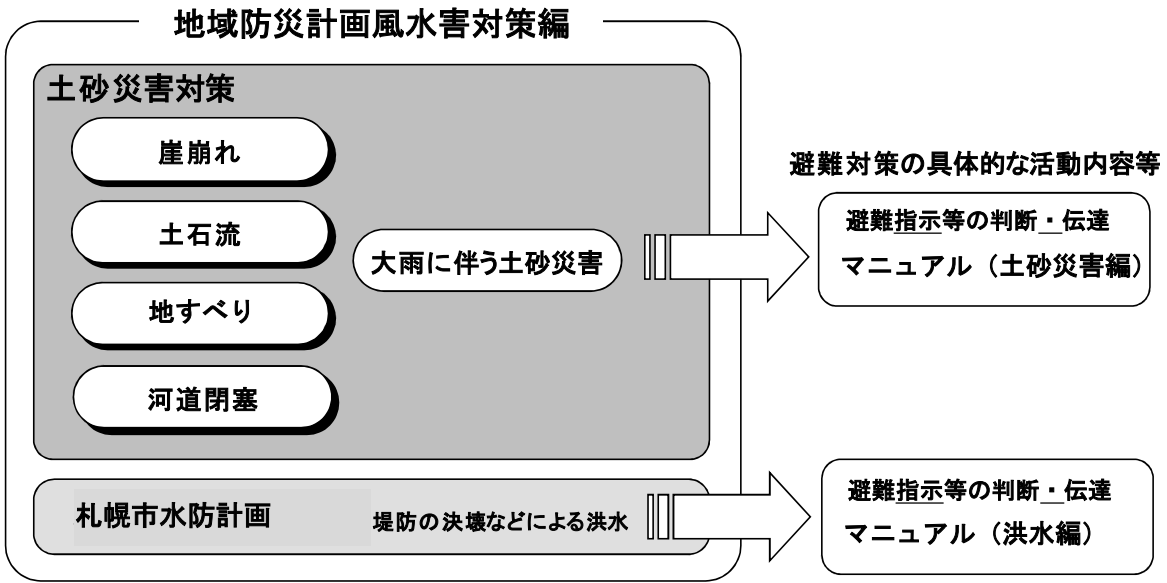 地域防災計画風水害対策編
土砂災害対策
崖崩れ
土石流
地すべり
河道閉塞
大雨に伴う土砂災害
避難対策の具体的な活動内容等
避難指示等の判断・伝達
マニュアル（土砂災害編）
札幌市水防計画
堤防の決壊などによる洪水
避難指示等の判断・伝達
マニュアル（洪水編）